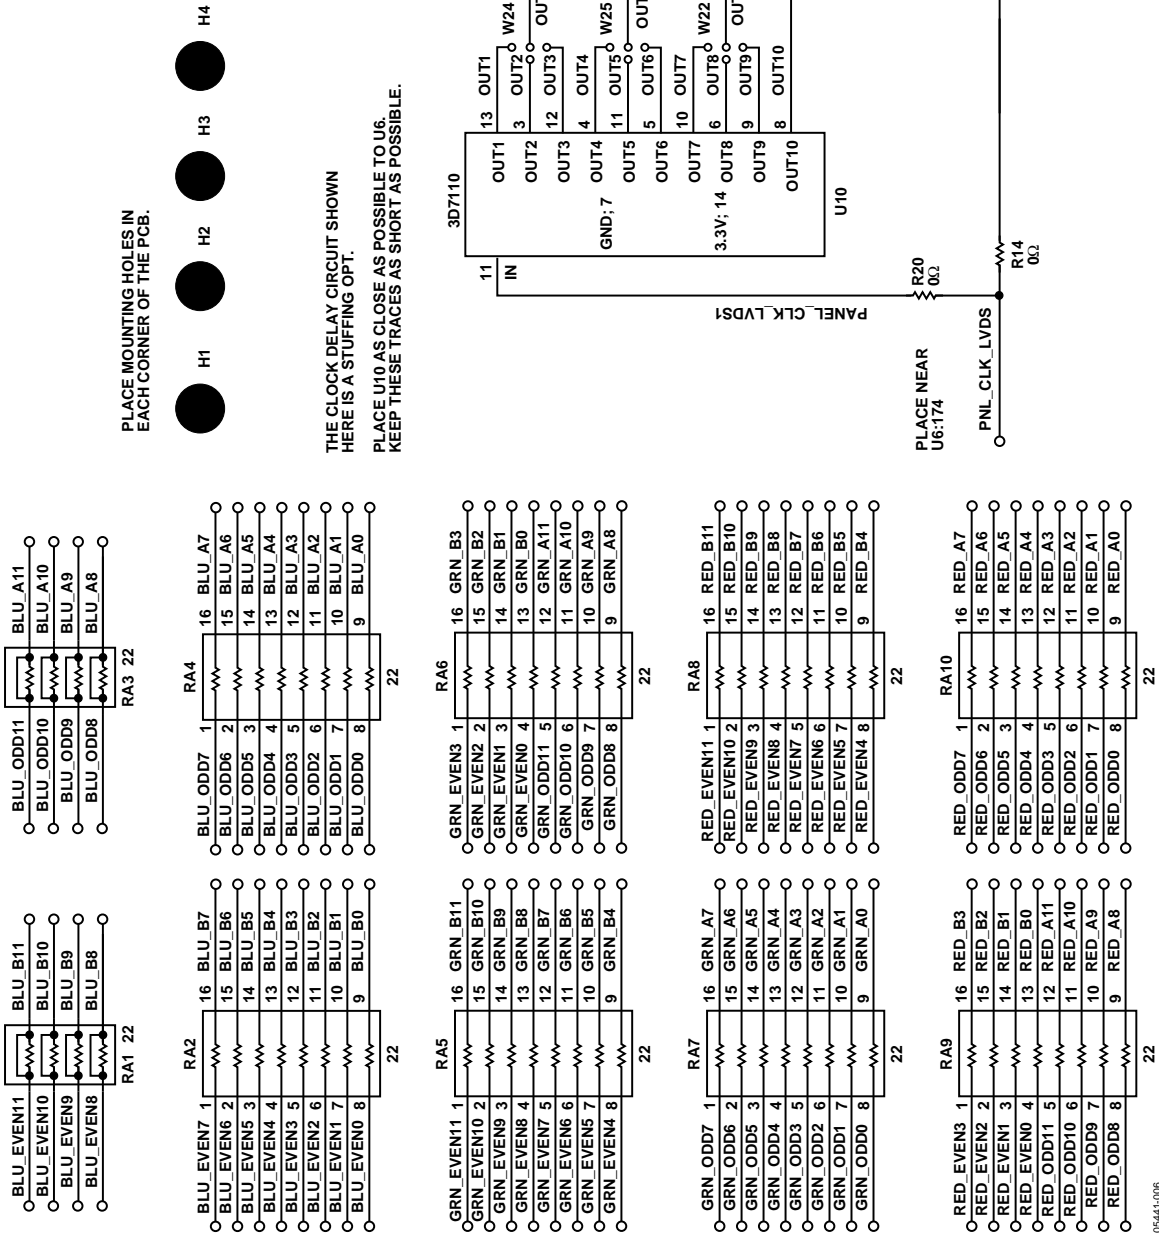 PLACE MOUNTING HOLES IN
EACH CORNER OF THE PCB.
H1
H2
H3
H4
THE CLOCK DELAY CIRCUIT SHOWN
HERE IS A STUFFING OPT.
PLACE U10 AS CLOSE AS POSSIBLE TO U6.
KEEP THESE TRACES AS SHORT AS POSSIBLE.
3D7110
11
IN
GND; 7
3.3V; 14
U10
OUT1 13 OUT1
OUT2 3 OUT2
OUT3 12 OUT3
OUT4 4 OUT4
OUT5 11 OUT5
OUT6 5 OUT6
OUT7 10 OUT7
OUT8 6 OUT8
OUT9 9 OUT9
OUT10 8 OUT10
W24
OU
W25
OU
W22
OU
PANEL_CLK_LVDS1
R20
0Ω
R14
0Ω
PLACE NEAR
U6:174
PNL_CLK_LVDS
BLU_EVEN11 BLU_B11
BLU_EVEN10 BLU_B10
BLU_EVEN9 BLU_B9
BLU_EVEN8 BLU_B8
RA1 22
BLU_ODD11 BLU_A11
BLU_ODD10 BLU_A10
BLU_ODD9 BLU_A9
BLU_ODD8 BLU_A8
RA3 22
RA2
BLU_EVEN7 1 16 BLU_B7
BLU_EVEN6 2 15 BLU_B6
BLU_EVEN5 3 14 BLU_B5
BLU_EVEN4 4 13 BLU_B4
BLU_EVEN3 5 12 BLU_B3
BLU_EVEN2 6 11 BLU_B2
BLU_EVEN1 7 10 BLU_B1
BLU_EVEN0 8 9 BLU_B0
22
RA4
BLU_ODD7 1 16 BLU_A7
BLU_ODD6 2 15 BLU_A6
BLU_ODD5 3 14 BLU_A5
BLU_ODD4 4 13 BLU_A4
BLU_ODD3 5 12 BLU_A3
BLU_ODD2 6 11 BLU_A2
BLU_ODD1 7 10 BLU_A1
BLU_ODD0 8 9 BLU_A0
22
RA5
GRN_EVEN11 1 16 GRN_B11
GRN_EVEN10 2 15 GRN_B10
GRN_EVEN9 3 14 GRN_B9
GRN_EVEN8 4 13 GRN_B8
GRN_EVEN7 5 12 GRN_B7
GRN_EVEN6 6 11 GRN_B6
GRN_EVEN5 7 10 GRN_B5
GRN_EVEN4 8 9 GRN_B4
22
RA6
GRN_EVEN3 1 16 GRN_B3
GRN_EVEN2 2 15 GRN_B2
GRN_EVEN1 3 14 GRN_B1
GRN_EVEN0 4 13 GRN_B0
GRN_ODD11 5 12 GRN_A11
GRN_ODD10 6 11 GRN_A10
GRN_ODD9 7 10 GRN_A9
GRN_ODD8 8 9 GRN_A8
22
RA7
GRN_ODD7 1 16 GRN_A7
GRN_ODD6 2 15 GRN_A6
GRN_ODD5 3 14 GRN_A5
GRN_ODD4 4 13 GRN_A4
GRN_ODD3 5 12 GRN_A3
GRN_ODD2 6 11 GRN_A2
GRN_ODD1 7 10 GRN_A1
GRN_ODD0 8 9 GRN_A0
22
RA8
RED_EVEN11 1 16 RED_B11
RED_EVEN10 2 15 RED_B10
RED_EVEN9 3 14 RED_B9
RED_EVEN8 4 13 RED_B8
RED_EVEN7 5 12 RED_B7
RED_EVEN6 6 11 RED_B6
RED_EVEN5 7 10 RED_B5
RED_EVEN4 8 9 RED_B4
22
RA9
RED_EVEN3 1 16 RED_B3
RED_EVEN2 2 15 RED_B2
RED_EVEN1 3 14 RED_B1
RED_EVEN0 4 13 RED_B0
RED_ODD11 5 12 RED_A11
RED_ODD10 6 11 RED_A10
RED_ODD9 7 10 RED_A9
RED_ODD8 8 9 RED_A8
22
RA10
RED_ODD7 1 16 RED_A7
RED_ODD6 2 15 RED_A6
RED_ODD5 3 14 RED_A5
RED_ODD4 4 13 RED_A4
RED_ODD3 5 12 RED_A3
RED_ODD2 6 11 RED_A2
RED_ODD1 7 10 RED_A1
RED_ODD0 8 9 RED_A0
22
05441-006